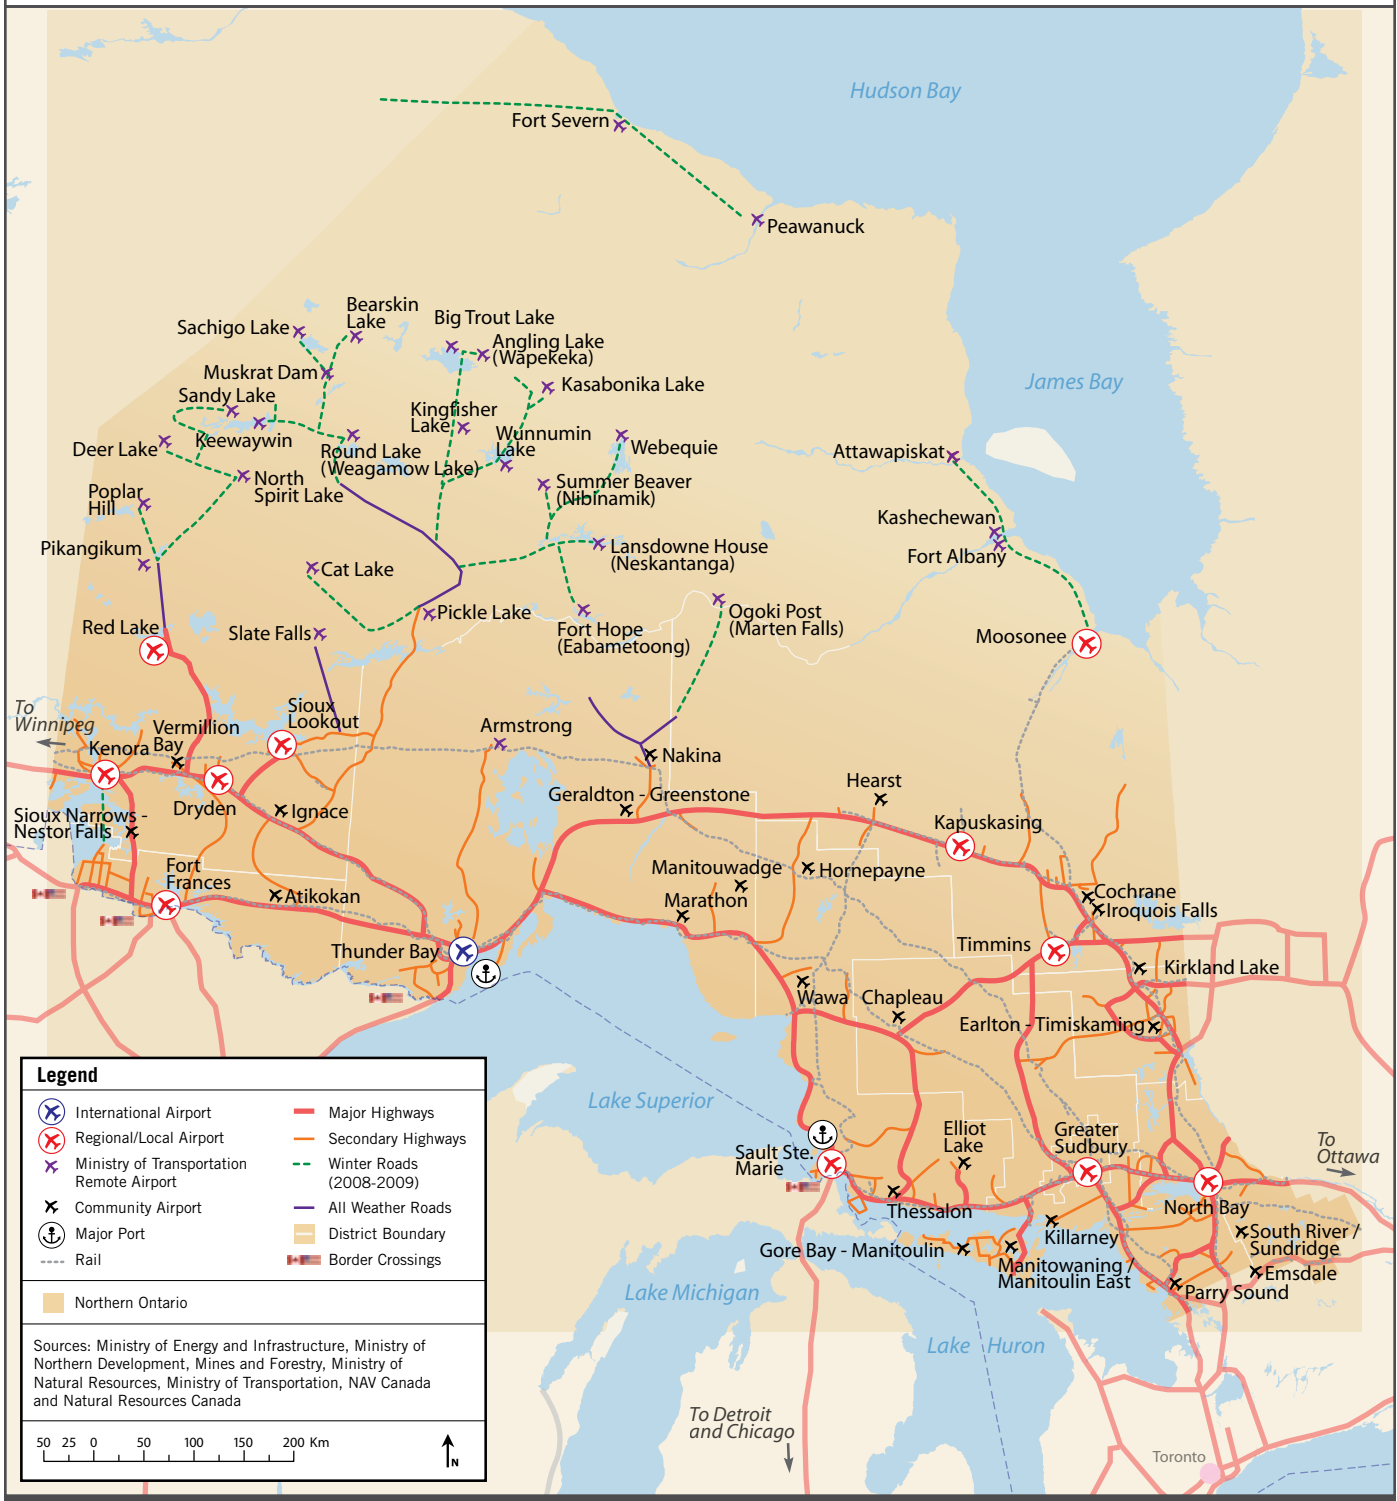 Hudson Bay
Fort Severn
Peawanuck
Bearskin
Lake
Sachigo Lake
Big Trout Lake
Angling Lake
(Wapekeka)
Muskrat Dam
Kasabonika Lake
James Bay
Sandy Lake
Kingfisher
Lake
Keewaywin
Wunnumin
Lake
Deer Lake
Round Lake
(Weagamow Lake)
Webequie
Attawapiskat
North
Spirit Lake
Summer Beaver
(Nibinamik)
Poplar
Hill
Kashechewan
Pikangikum
Lansdowne House
(Neskantanga)
Fort Albany
Cat Lake
Pickle Lake
Ogoki Post
(Marten Falls)
Red Lake
Slate Falls
Fort Hope
(Eabametoong)
Moosonee
To
Winnipeg
Sioux
Lookout
Vermillion
Bay
Armstrong
Kenora
Nakina
Hearst
Geraldton - Greenstone
Dryden
Ignace
Sioux Narrows -
Nestor Falls
Kapuskasing
Fort
Frances
Manitouwadge
Hornepayne
Atikokan
Marathon
Cochrane
Iroquois Falls
Thunder Bay
Timmins
Kirkland Lake
Wawa
Chapleau
Earlton - Timiskaming
Lake Superior
Elliot
Lake
Greater
Sudbury
To
Ottawa
Sault Ste.
Marie
Thessalon
North Bay
Killarney
South River /
Sundridge
Gore Bay - Manitoulin
Manitowaning /
Manitoulin East
Emsdale
Parry Sound
Lake Michigan
Lake Huron
To Detroit
and Chicago
Toronto
Legend
International Airport
Regional/Local Airport
Ministry of Transportation
Remote Airport
Community Airport
Major Port
Rail
Major Highways
Secondary Highways
Winter Roads
(2008-2009)
All Weather Roads
District Boundary
Border Crossings
Northern Ontario
Sources: Ministry of Energy and Infrastructure, Ministry of
Northern Development, Mines and Forestry, Ministry of
Natural Resources, Ministry of Transportation, NAV Canada
and Natural Resources Canada
50 25 0 50 100 150 200 Km
N